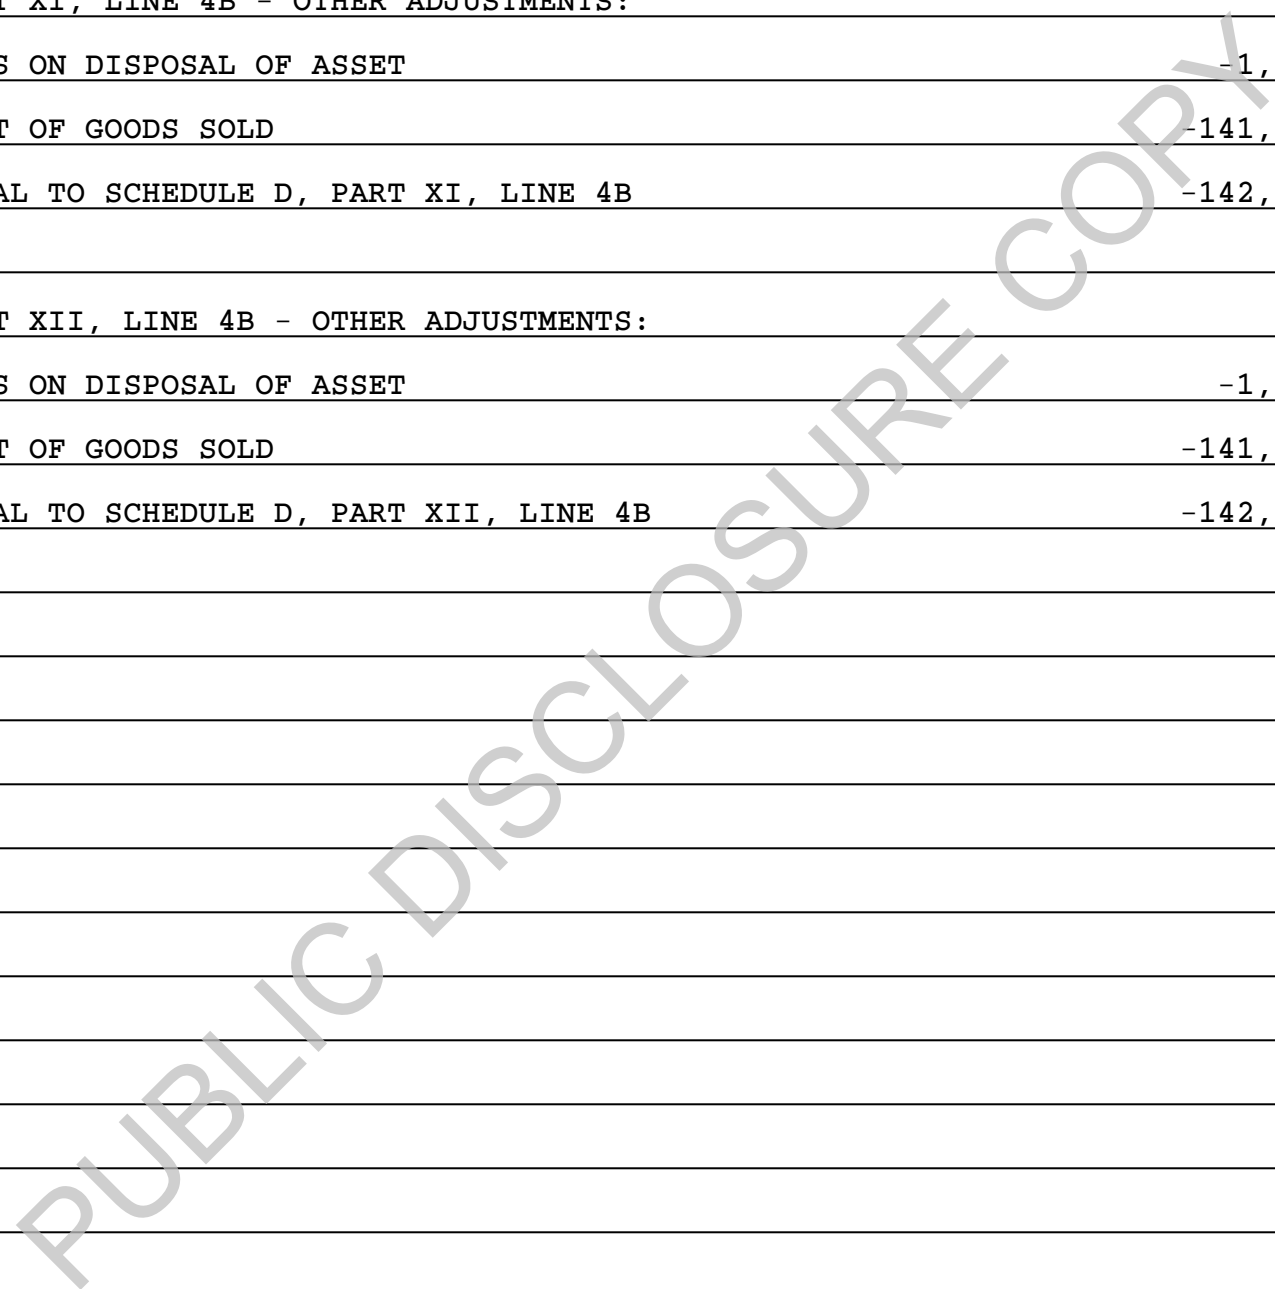 T XI, LINE 4B - OTHER ADJUSTMENTS:
S ON DISPOSAL OF ASSET -1,
T OF GOODS SOLD -141,
AL TO SCHEDULE D, PART XI, LINE 4B -142,
T XII, LINE 4B - OTHER ADJUSTMENTS:
S ON DISPOSAL OF ASSET -1,
T OF GOODS SOLD -141,
AL TO SCHEDULE D, PART XII, LINE 4B -142,
PUBLIC DISCLOSURE COPY